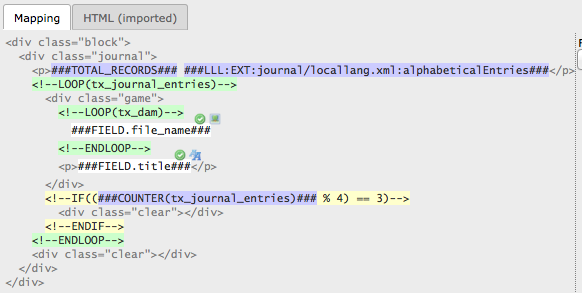 Mapping HTML (imported)
<div class="block">
<div class="journal">
<p>###TOTAL_RECORDS### ###LLL:EXT:journal/locallang.xml:alphabeticalEntries###</p>
<!--LOOP(tx_journal_entries)-->
<div class="game">
<!--LOOP(tx_dam)-->
###FIELD.file_name###
<!--ENDLOOP-->
<p>###FIELD.title###</p>
</div>
<!--IF((###COUNTER(tx_journal_entries)### % 4) == 3)-->
<div class="clear"></div>
<!--ENDIF-->
<!--ENDLOOP-->
<div class="clear"></div>
</div>
</div>